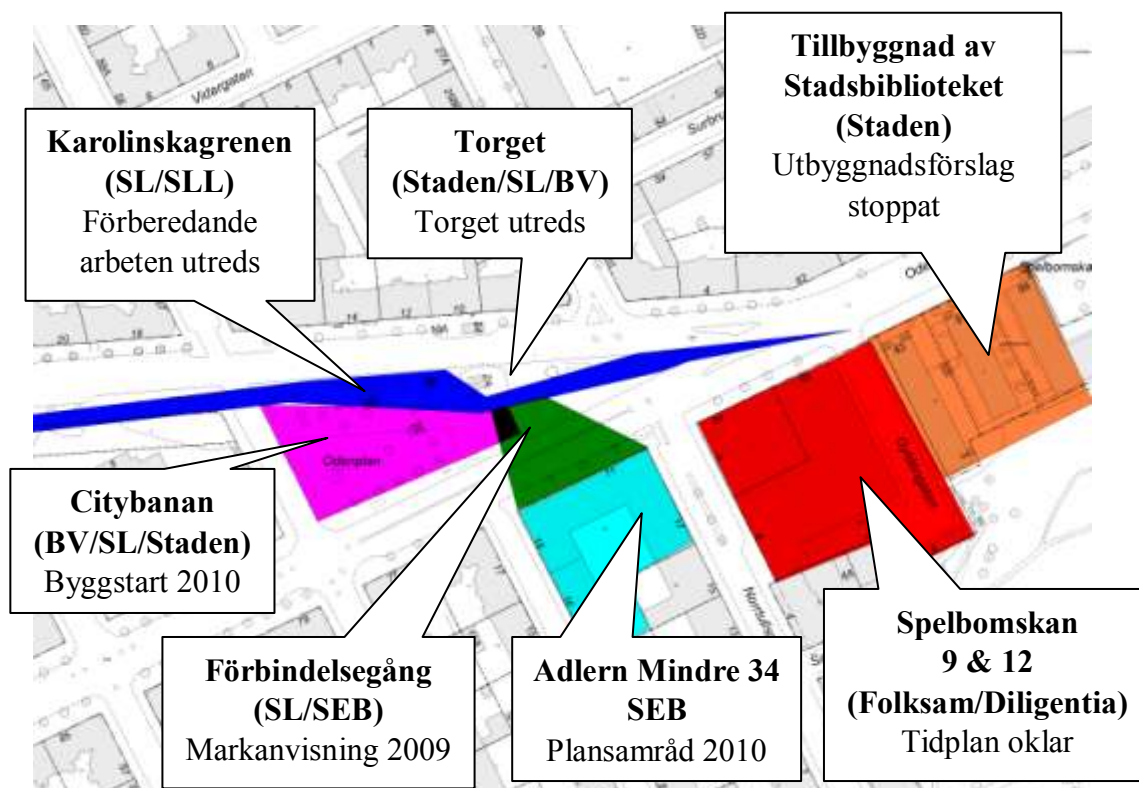 Tillbyggnad av
Stadsbiblioteket
(Staden)
Utbyggnadsförslag
stoppat
Karolinskagrenen
(SL/SLL)
Förberedande
arbeten utreds
Torget
(Staden/SL/BV)
Torget utreds
Vidargatan
Odenplan
Citybanan
(BV/SL/Staden)
Byggstart 2010
Förbindelsegång
(SL/SEB)
Markanvisning 2009
Adlern Mindre 34
SEB
Plansamråd 2010
Spelbomskan
9 & 12
(Folksam/Diligentia)
Tidplan oklar